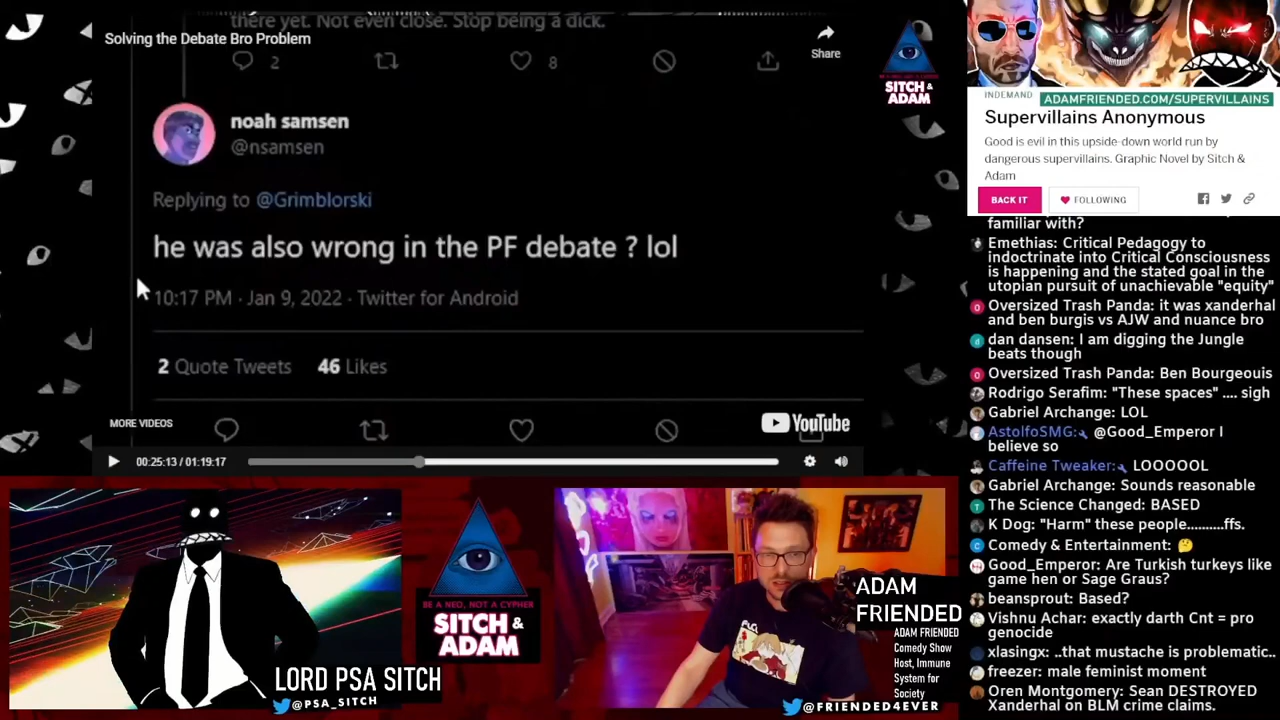 there yet. Not even close. Stop being a dick.
Solving the Debate Bro Problem
Share
2
8
SITCH &
ADAM
noah samsen
@nsamsen
Replying to @Grimblorski
he was also wrong in the PF debate ? lol
10:17 PM · Jan 9, 2022 · Twitter for Android
2 Quote Tweets 46 Likes
MORE VIDEOS
YouTube
00:25:13 / 01:19:17
INDEMAND
ADAMFRIENDED.COM/SUPERVILLAINS
Supervillains Anonymous
Good is evil in this upside-down world run by
dangerous supervillains. Graphic Novel by Sitch &
Adam
BACK IT
FOLLOWING
familiar with?
Emethias: Critical Pedagogy to
indoctrinate into Critical Consciousness
is happening and the stated goal in the
utopian pursuit of unachievable "equity"
Oversized Trash Panda: it was xanderhal
and ben burgis vs AJW and nuance bro
dan dansen: I am digging the Jungle
beats though
Oversized Trash Panda: Ben Bourgeois
Rodrigo Serafim: "These spaces" .... sigh
Gabriel Archange: LOL
AstolfoSMG: @Good_Emperor I
believe so
Caffeine Tweaker: LOOOOOL
Gabriel Archange: Sounds reasonable
The Science Changed: BASED
K Dog: "Harm" these people..........ffs.
Comedy & Entertainment: 🤔
Good_Emperor: Are Turkish turkeys like
game hen or Sage Graus?
beansprout: Based?
Vishnu Achar: exactly darth Cnt = pro
genocide
xlasingx: ..that mustache is problematic..
freezer: male feminist moment
Oren Montgomery: Sean DESTROYED
Xanderhal on BLM crime claims.
LORD PSA SITCH
@PSA_SITCH
BE A NEO, NOT A CYPHER
SITCH &
ADAM
ADAM
FRIENDED
ADAM FRIENDED
Comedy Show
Host, Immune
System for
Society
@FRIENDED4EVER